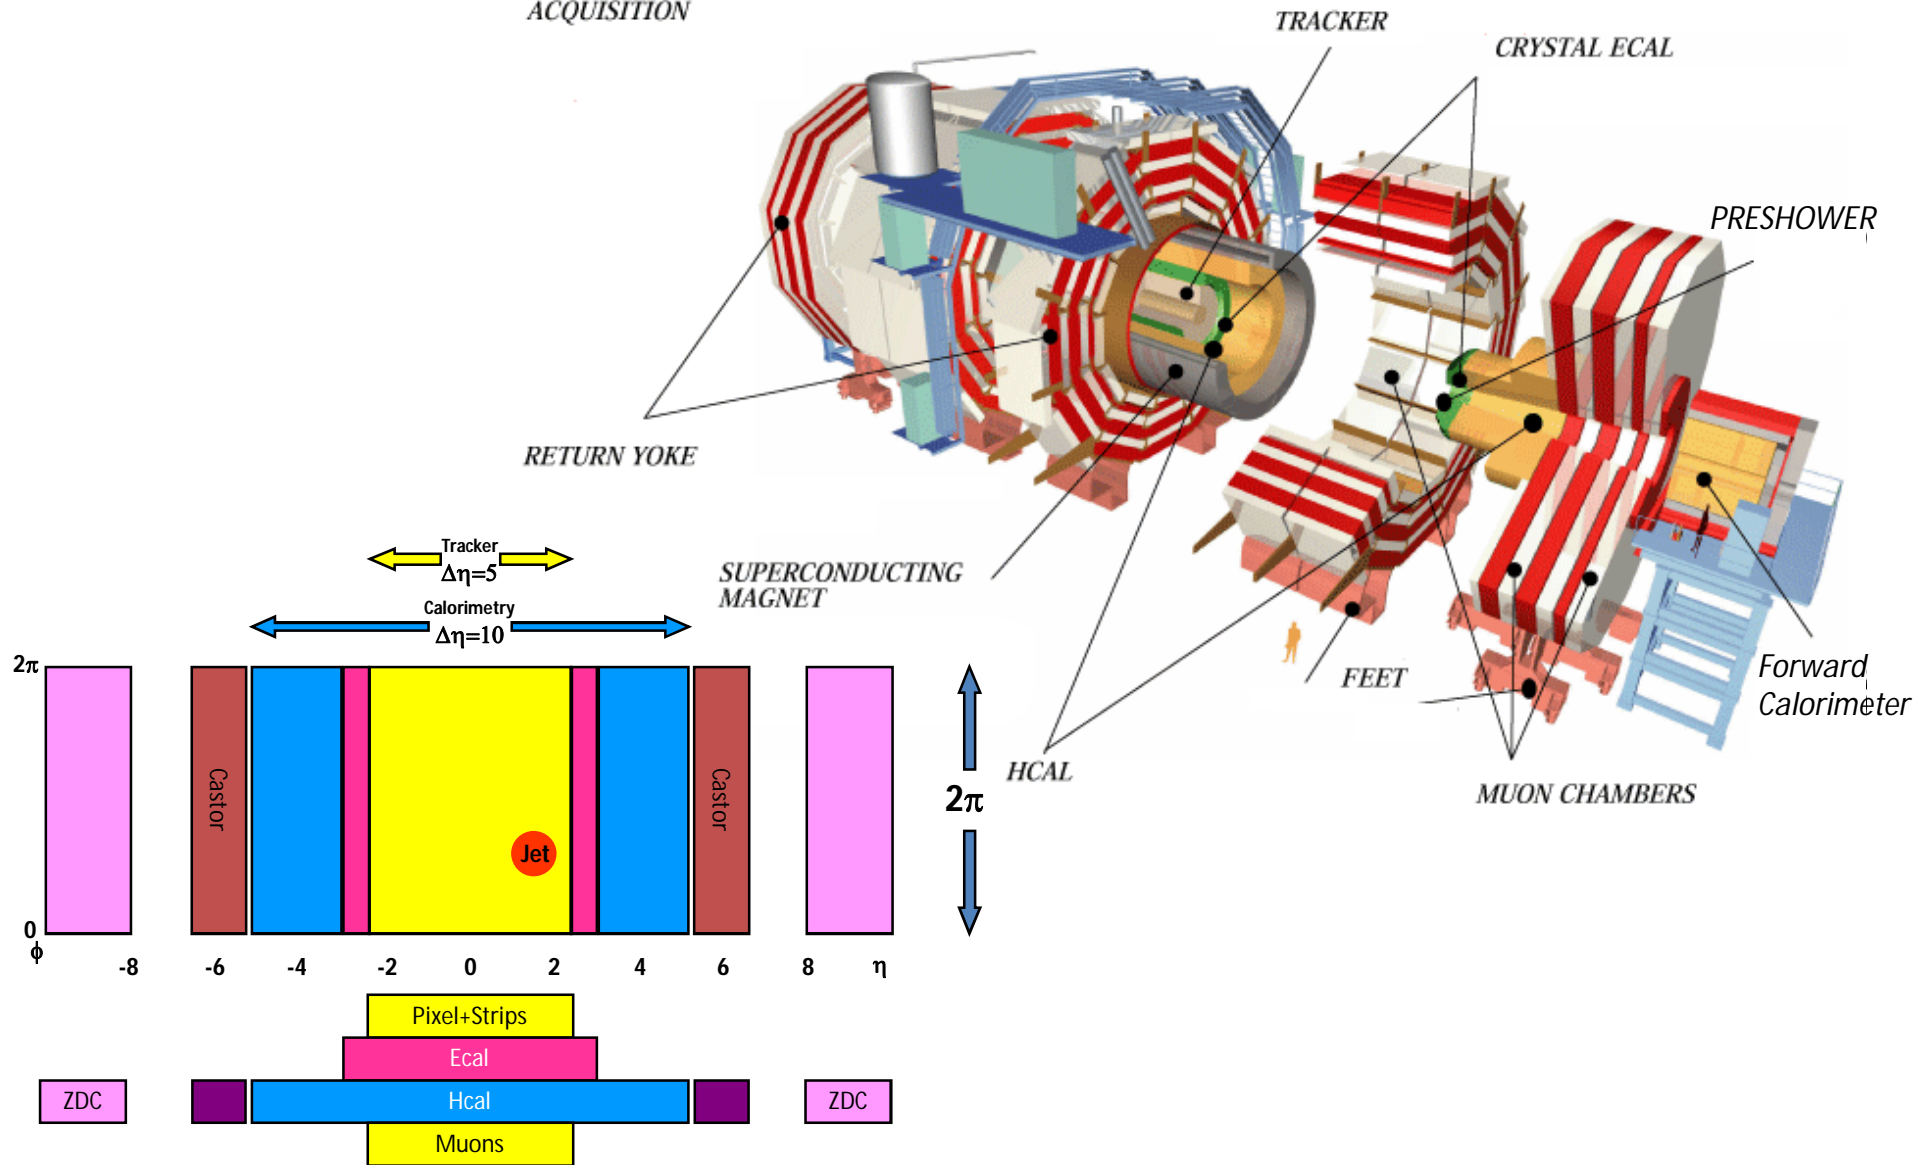 ACQUISITION
TRACKER
CRYSTAL ECAL
PRESHOWER
RETURN YOKE
SUPERCONDUCTING
MAGNET
FEET
Forward
Calorimeter
HCAL
MUON CHAMBERS
Tracker
Δη=5
Calorimetry
Δη=10
2π
Castor
Castor
2π
Jet
0
ϕ
-8 -6 -4 -2 0 2 4 6 8 η
Pixel+Strips
Ecal
ZDC Hcal ZDC
Muons